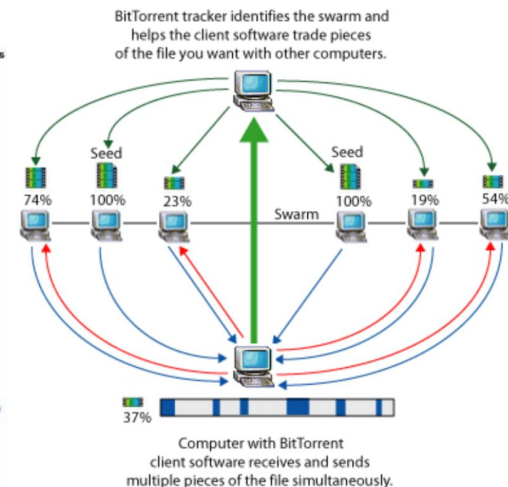 BitTorrent tracker identifies the swarm and
helps the client software trade pieces
of the file you want with other computers.
Seed
Seed
74%
100%
23%
100%
19%
54%
Swarm
37%
Computer with BitTorrent
client software receives and sends
multiple pieces of the file simultaneously.